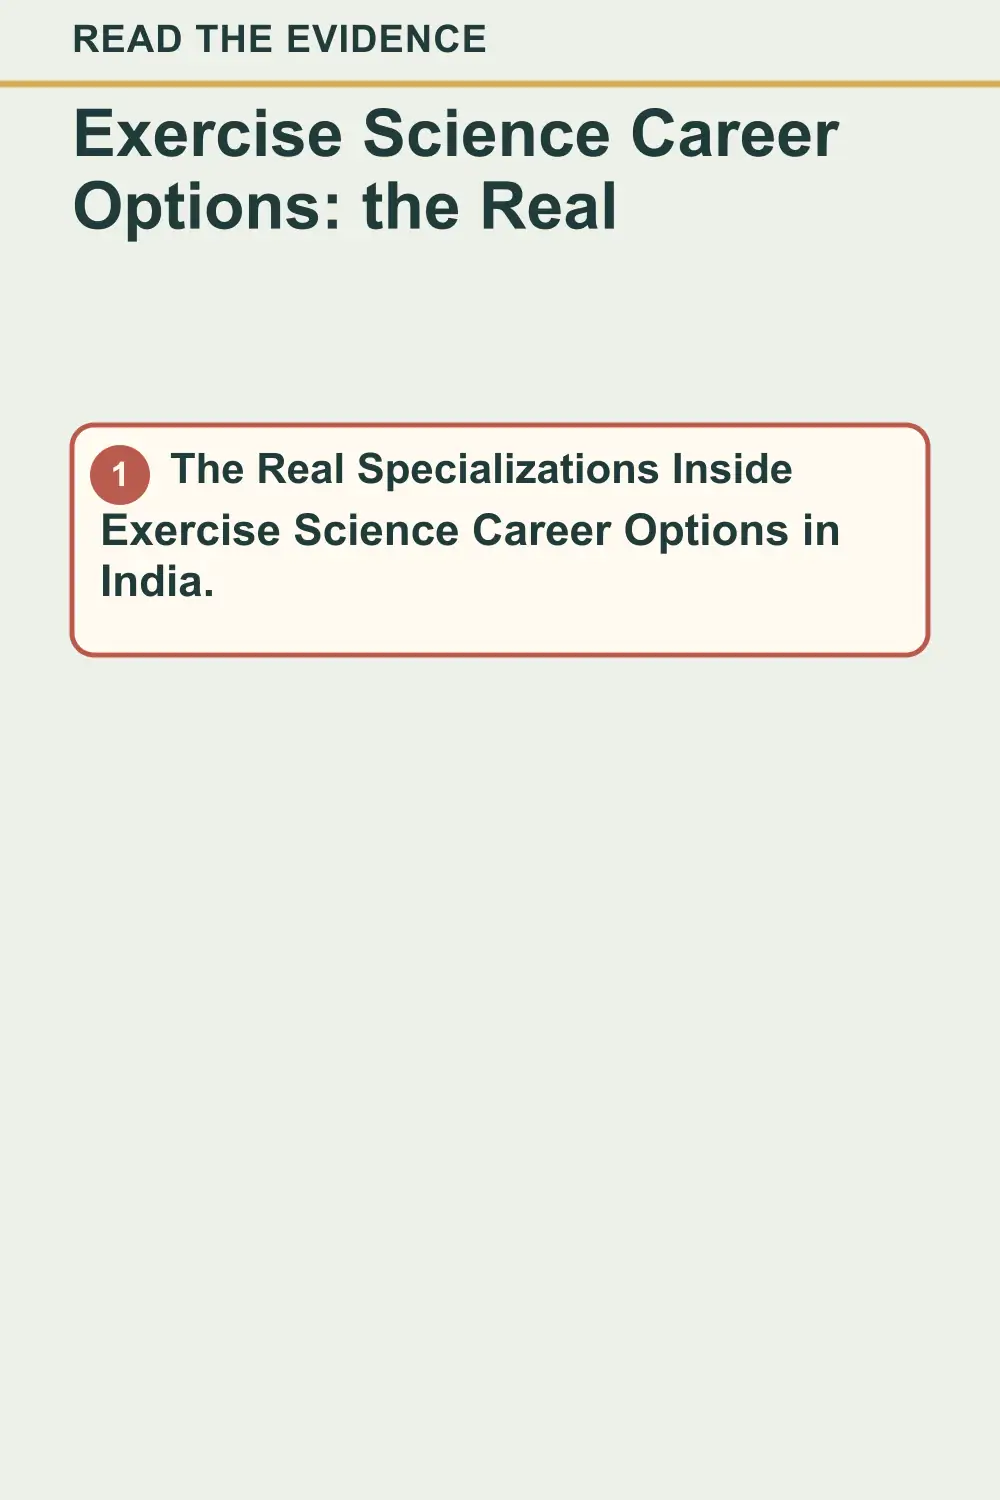 READ THE EVIDENCE
Exercise Science Career
Options: the Real
1 The Real Specializations Inside
Exercise Science Career Options in
India.